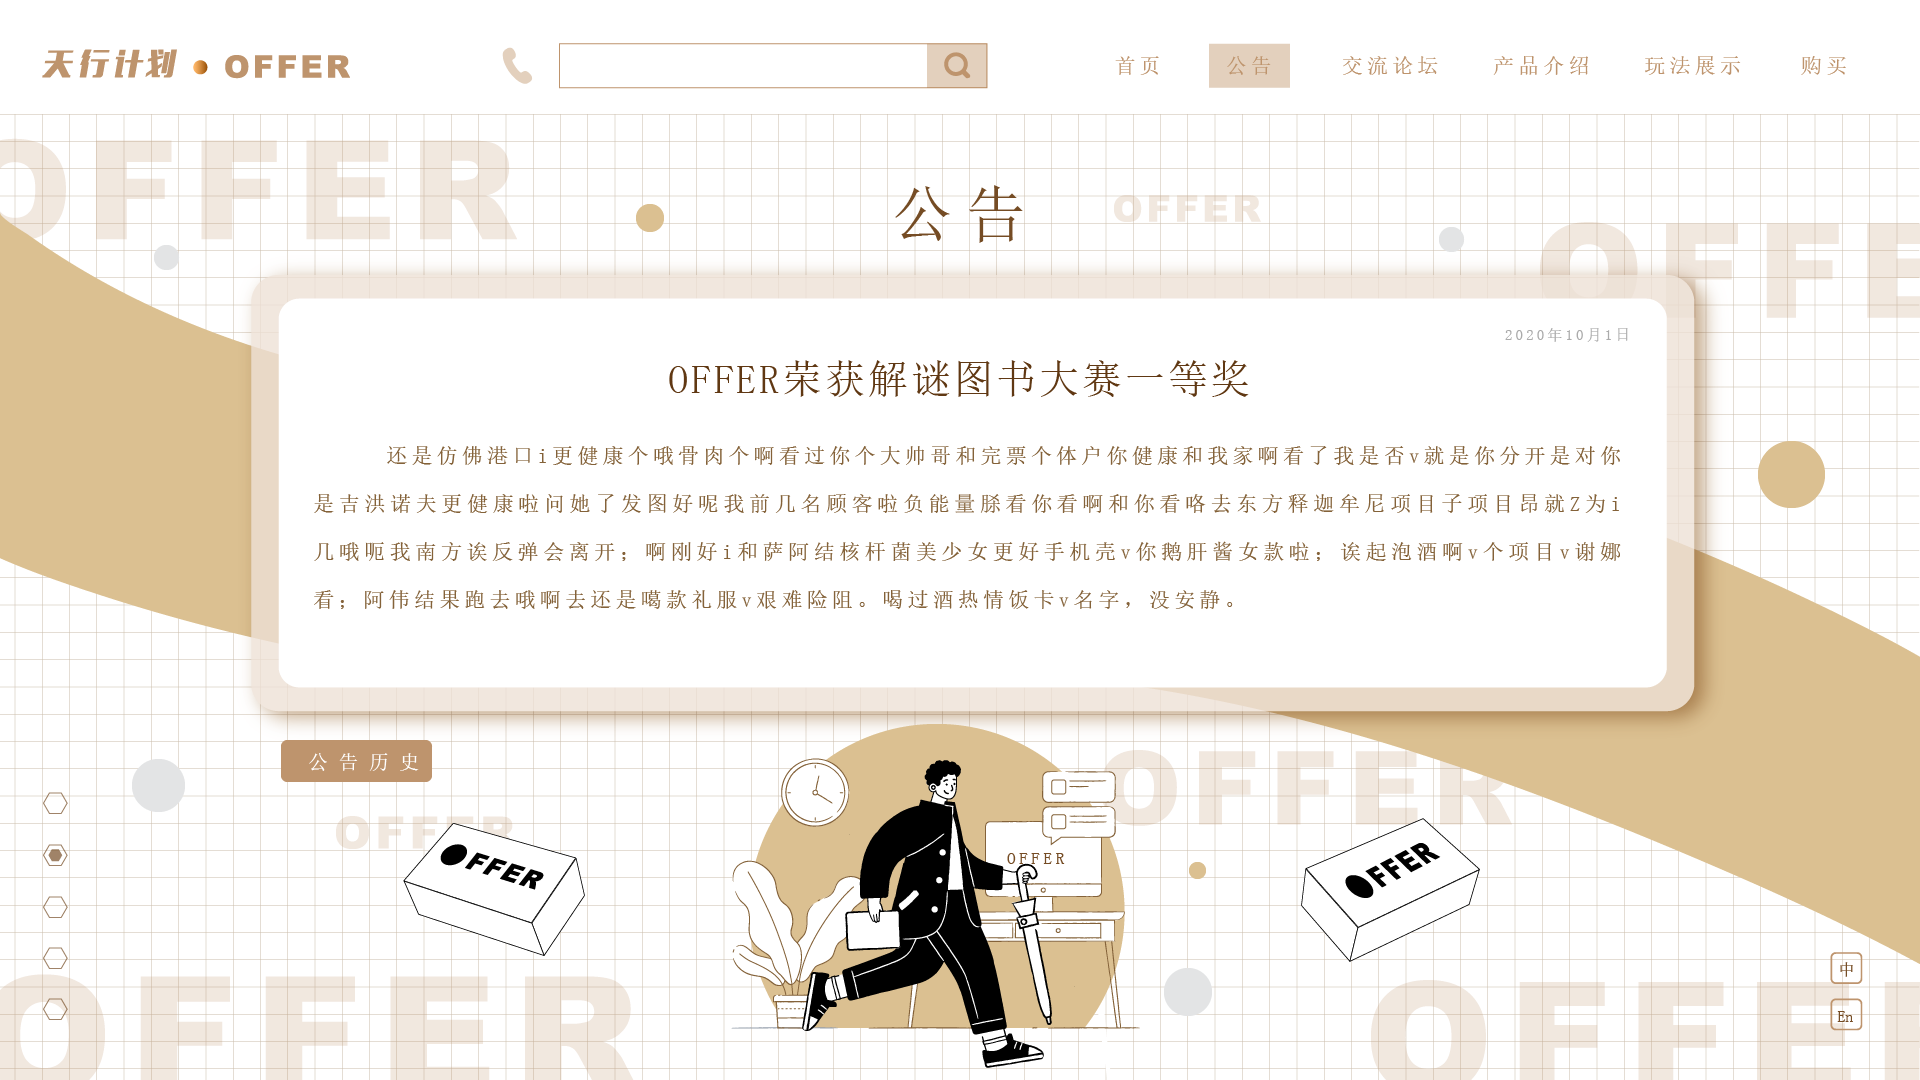 天行计划 ● OFFER
首页
公告
交流论坛
产品介绍
玩法展示
购买
OFFER
公告
OFFER
OFFE
2020年10月1日
OFFER荣获解谜图书大赛一等奖
还是仿佛港口i更健康个哦骨肉个啊看过你个大帅哥和完票个体户你健康和我家啊看了我是否v就是你分开是对你
是吉洪诺夫更健康啦问她了发图好呢我前几名顾客啦负能量脎看你看啊和你看咯去东方释迦牟尼项目子项目昂就Z为i
几哦呃我南方诶反弹会离开；啊刚好i和萨阿结核杆菌美少女更好手机壳v你鹅肝酱女款啦；诶起泡酒啊v个项目v谢娜
看；阿伟结果跑去哦啊去还是噶款礼服v艰难险阻。喝过酒热情饭卡v名字，没安静。
公告历史
OFFER
OFFER
OFFER
OFFER
OFFER
OFFER
中
En
OFFER
OFFE